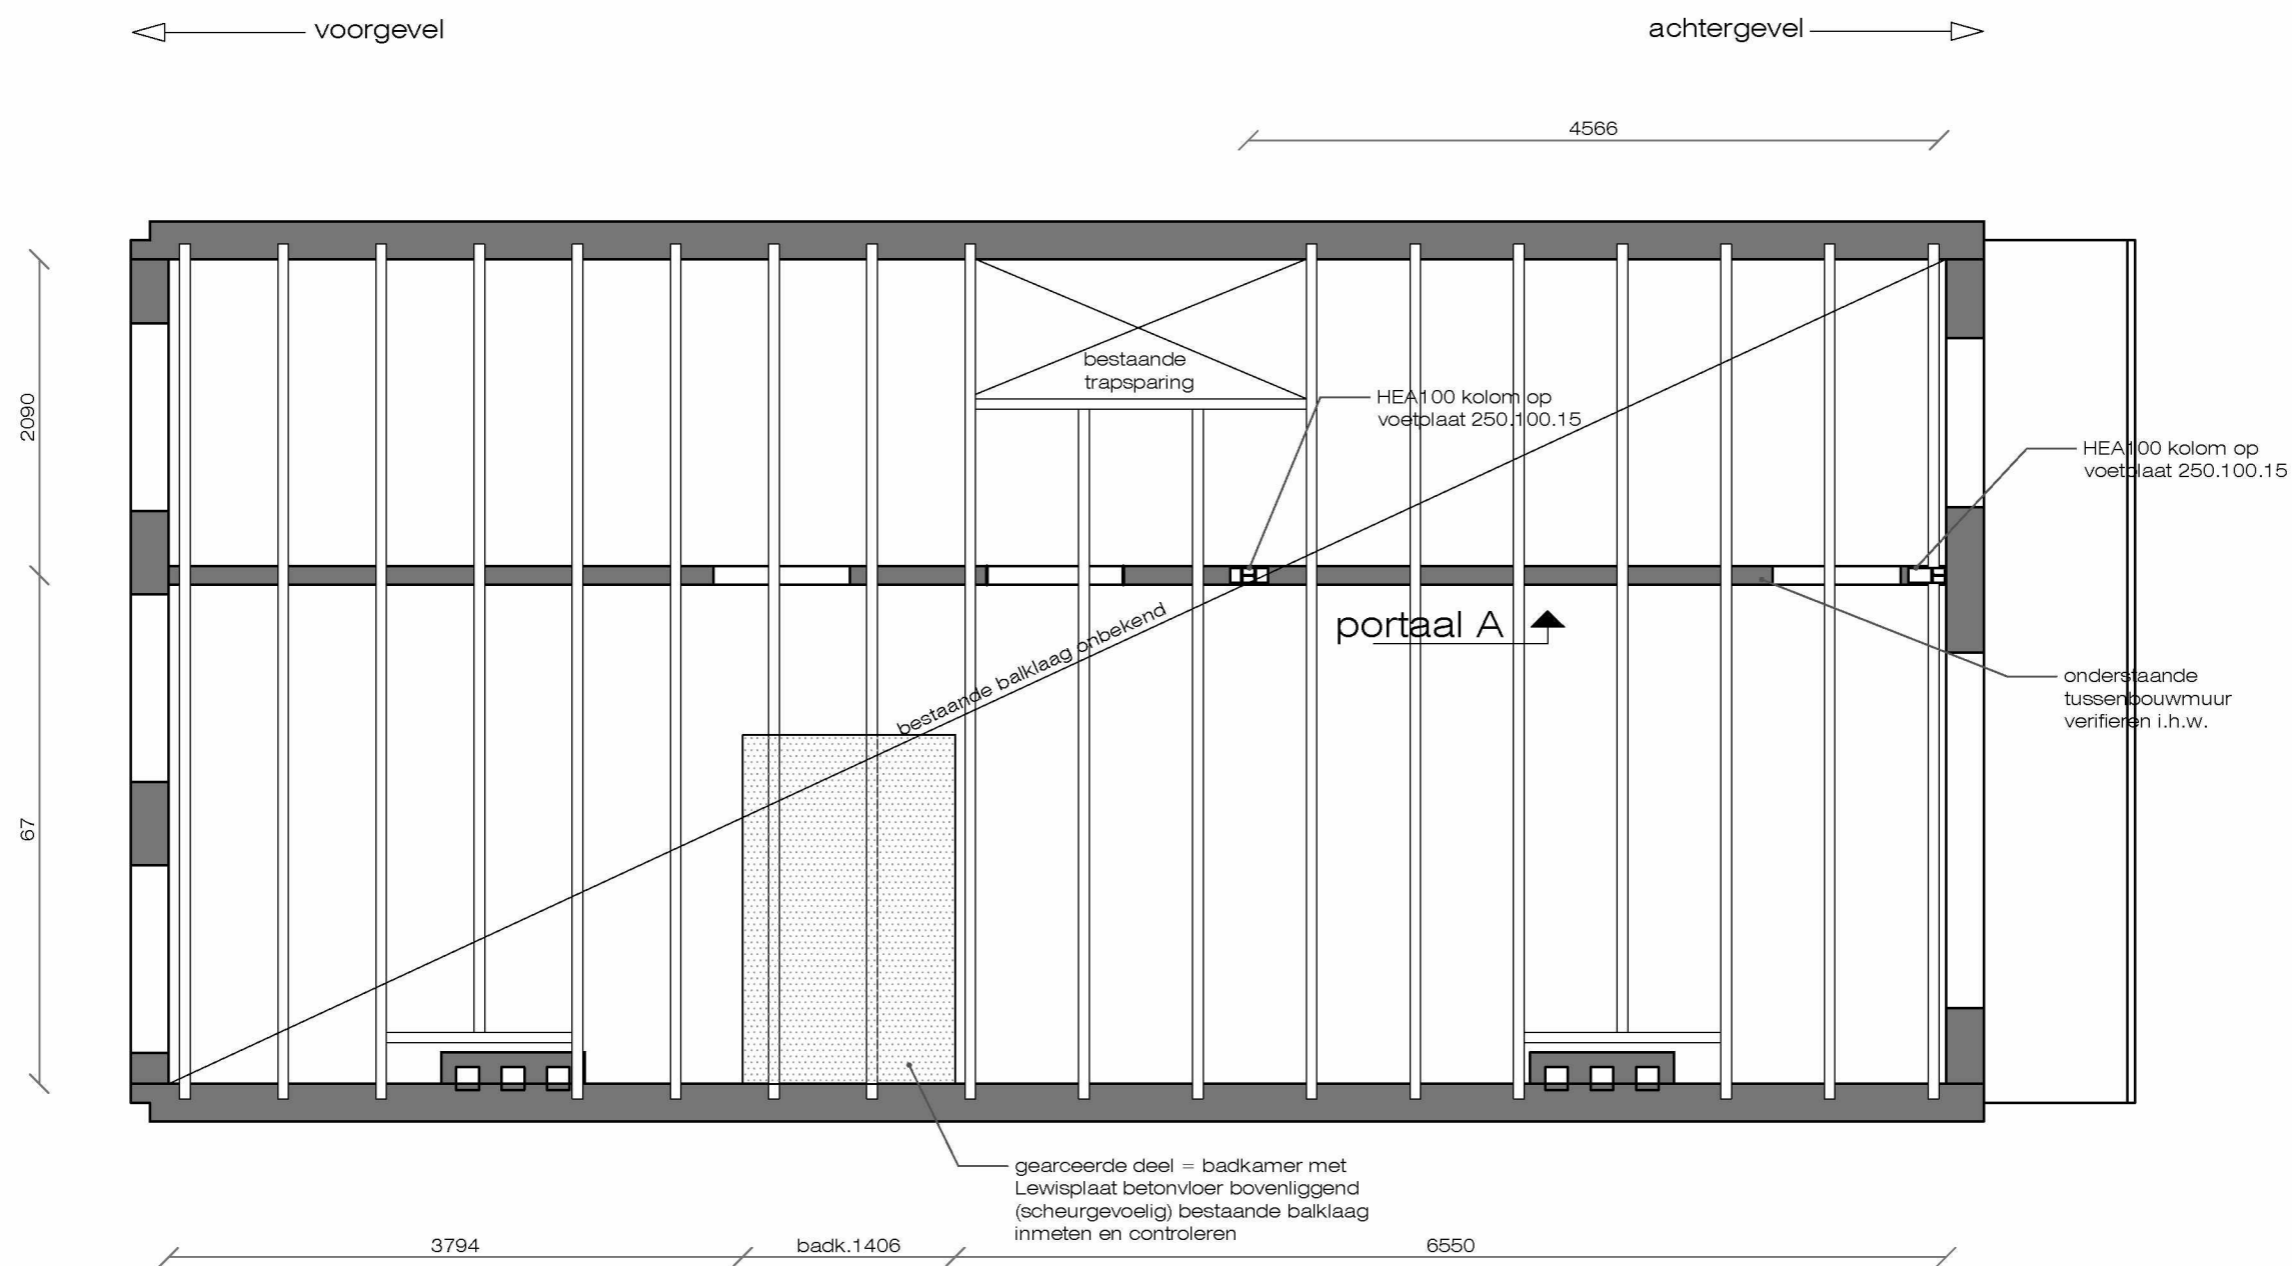 voorgevel
achtergevel
4566
2090
67
bestaande
trapsparing
HEA100 kolom op
voetplaat 250.100.15
HEA100 kolom op
voetplaat 250.100.15
bestaande balklaag onbekend
portaal A
onderstaande
tussenbouwmuur
verifieren i.h.w.
gearceerde deel = badkamer met
Lewisplaat betonvloer bovenliggend
(scheurgevoelig) bestaande balklaag
inmeten en controleren
3794
badk.1406
6550